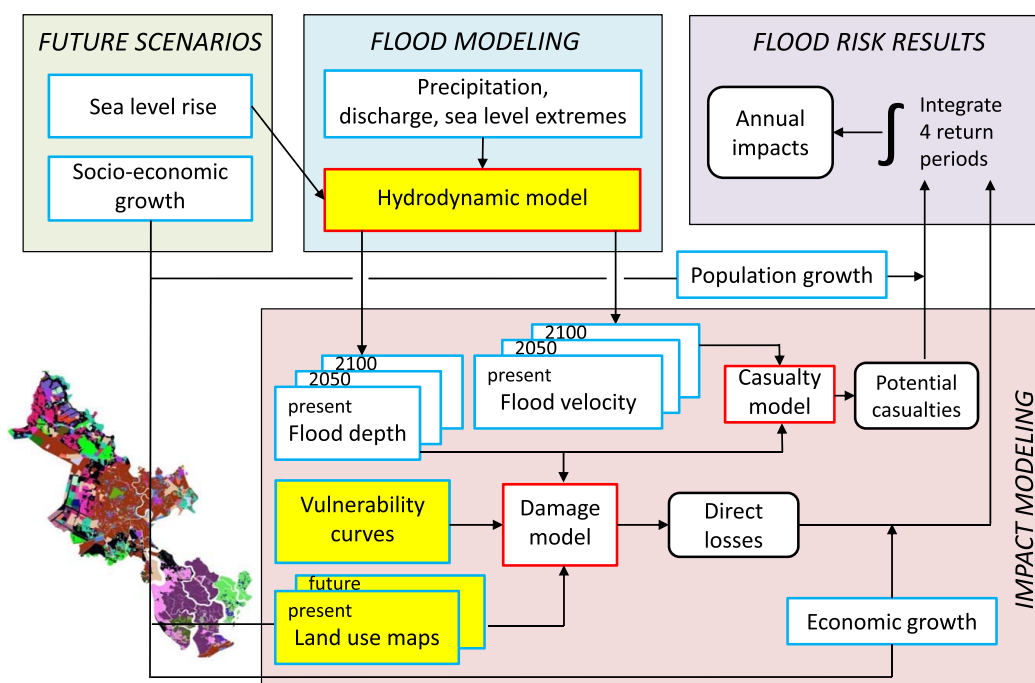 FUTURE SCENARIOS
Sea level rise
Socio-economic
growth
FLOOD MODELING
Precipitation,
discharge, sea level extremes
Hydrodynamic model
FLOOD RISK RESULTS
Annual
impacts
∫
Integrate
4 return
periods
Population growth
IMPACT MODELING
2100
2050
present
Flood depth
2100
2050
present
Flood velocity
Casualty
model
Potential
casualties
Vulnerability
curves
Damage
model
Direct
losses
future
present
Land use maps
Economic growth